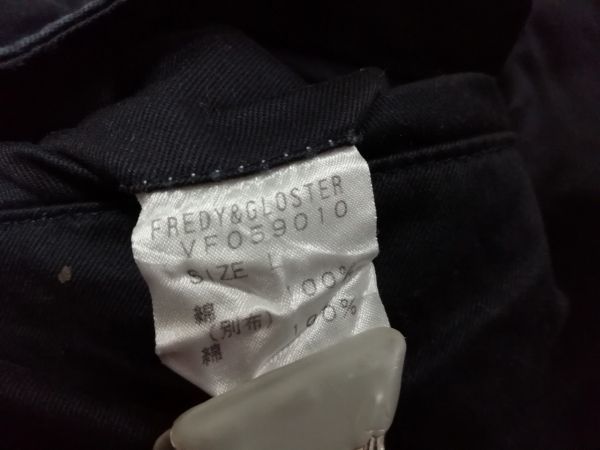 FREDY&GLOSTER
VF059010
SIZE L
綿 100%
(別布)
綿 100%